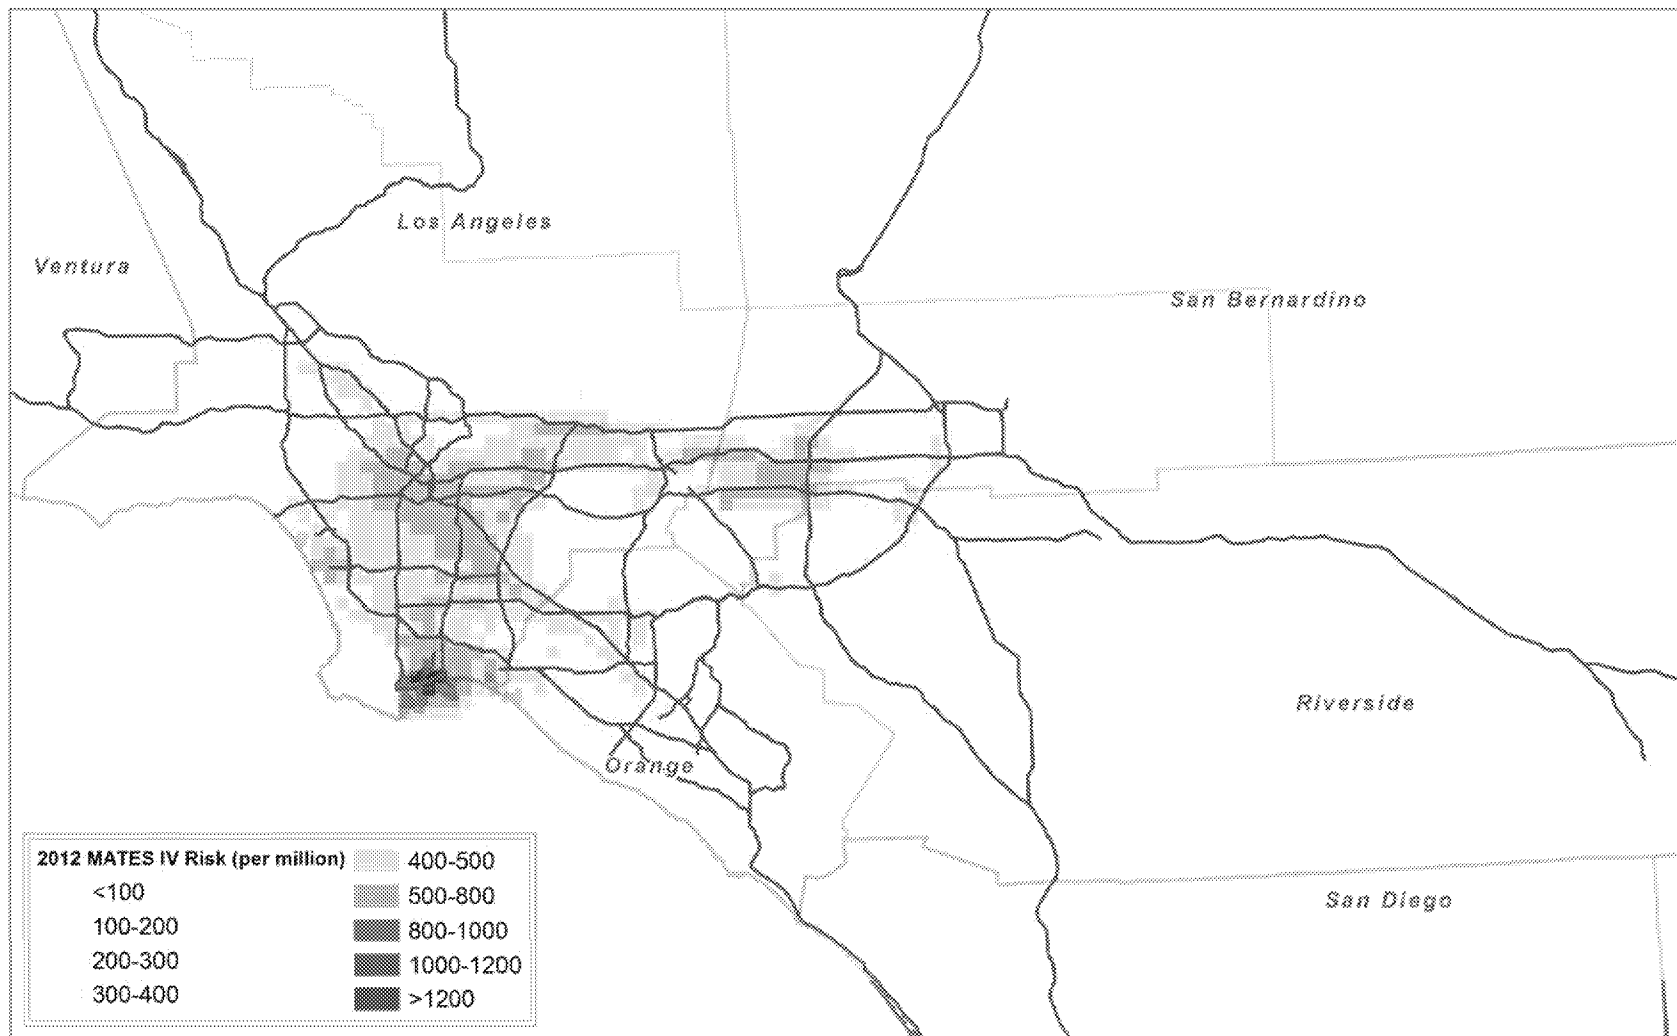 Los Angeles
Ventura
San Bernardino
Riverside
Orange
San Diego
2012 MATES IV Risk (per million)
<100
100-200
200-300
300-400
400-500
500-800
800-1000
1000-1200
>1200